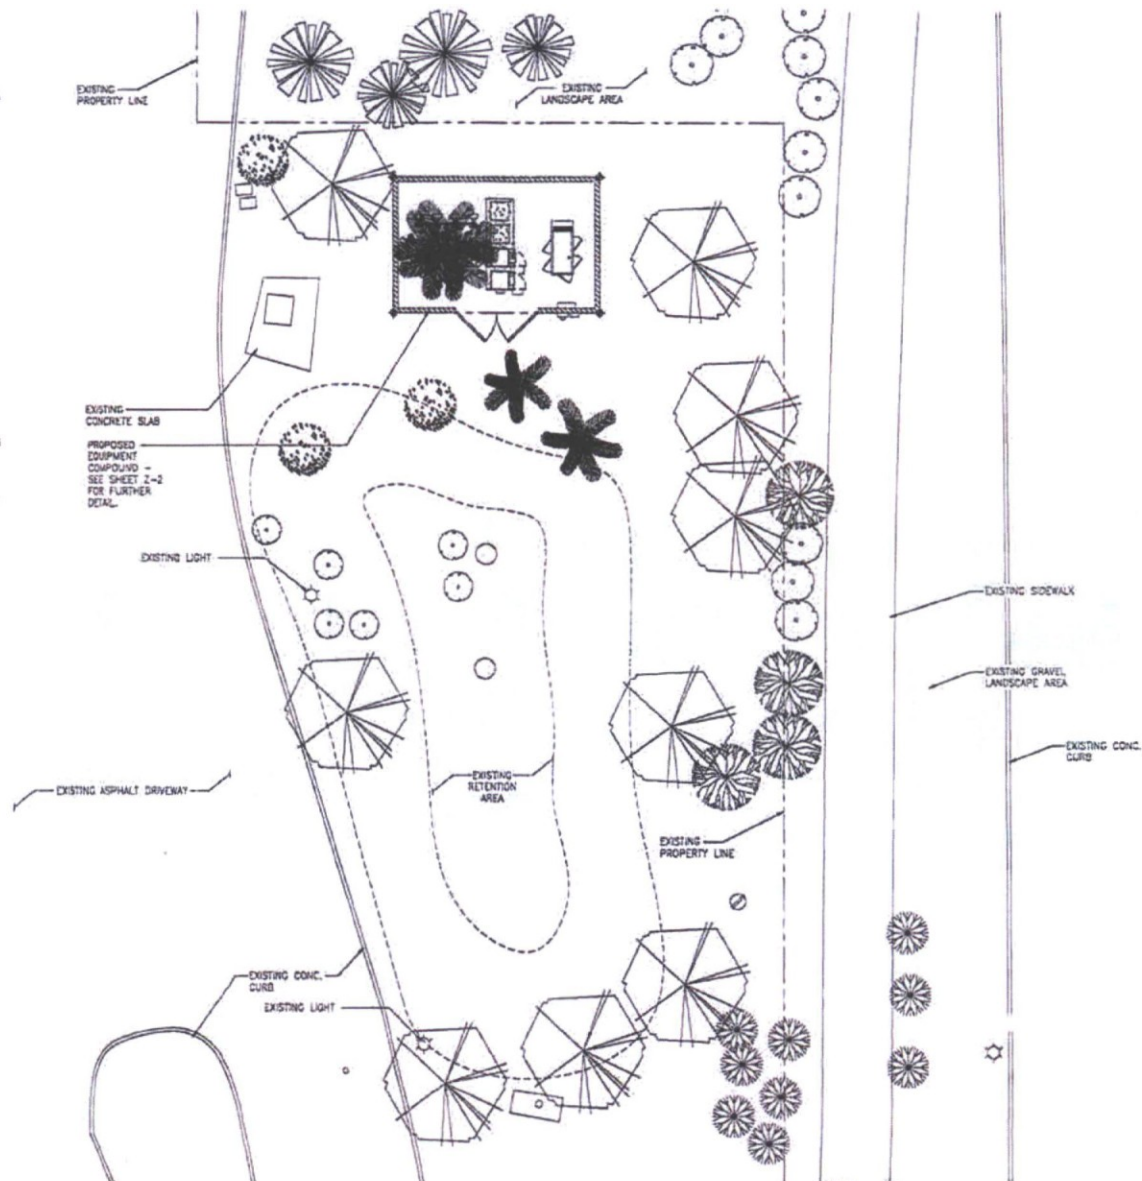 EXISTING
PROPERTY LINE
EXISTING
LANDSCAPE AREA
EXISTING
CONCRETE SLAB
PROPOSED
EQUIPMENT
COMPOUND -
SEE SHEET Z-2
FOR FURTHER
DETAIL.
EXISTING LIGHT
EXISTING SIDEWALK
EXISTING GRAVEL
LANDSCAPE AREA
EXISTING CONC.
CURB
EXISTING
RETENTION
AREA
EXISTING ASPHALT DRIVEWAY
EXISTING
PROPERTY LINE
EXISTING CONC.
CURB
EXISTING LIGHT